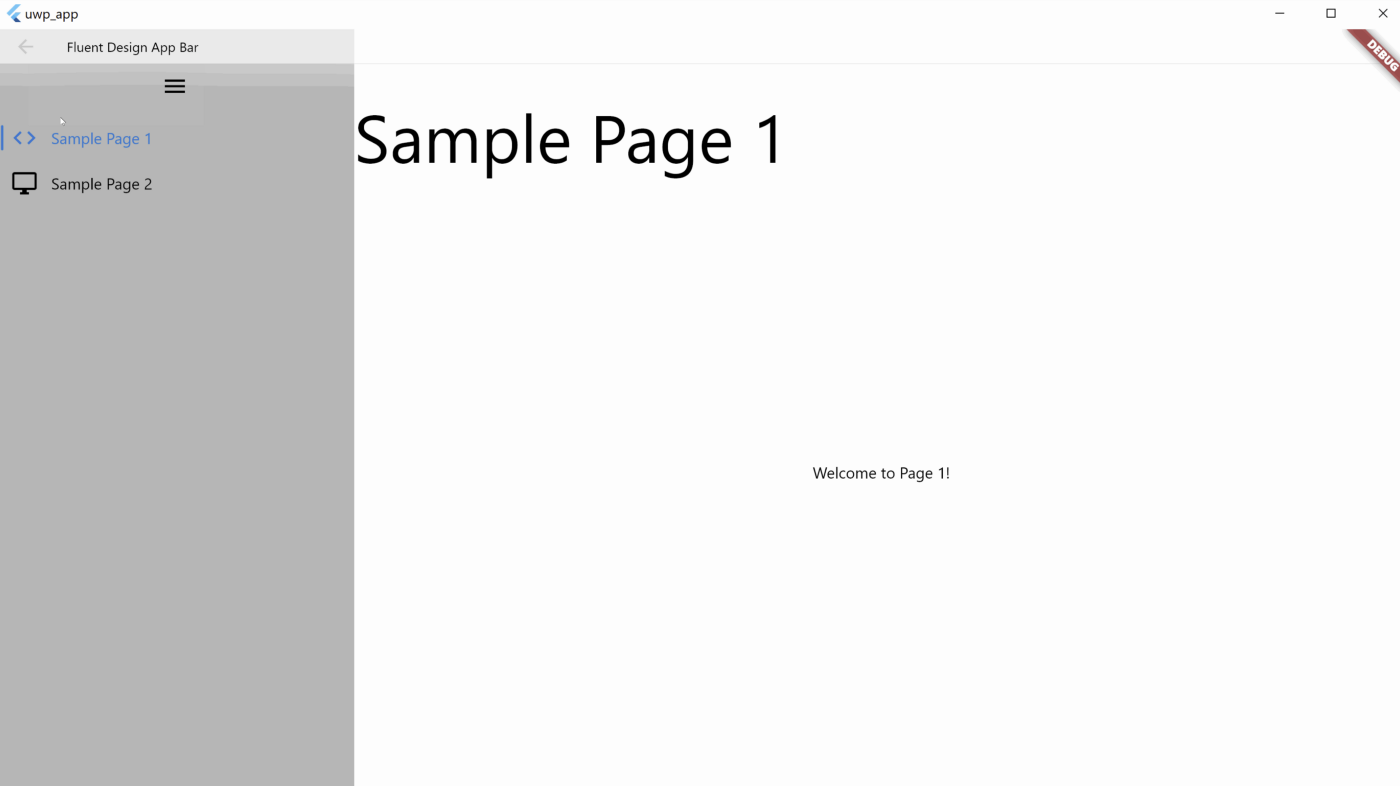 uwp_app
Fluent Design App Bar
DEBUG
Sample Page 1
Sample Page 2
Sample Page 1
Welcome to Page 1!